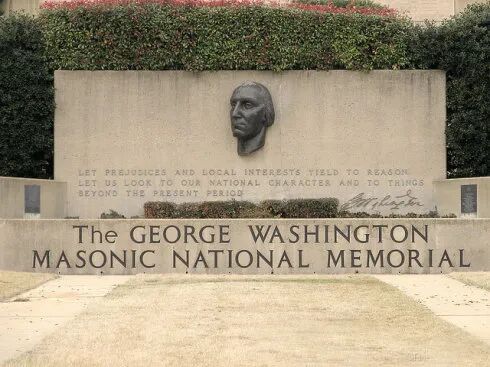 LET PREJUDICES AND LOCAL INTERESTS YIELD TO REASON.
LET US LOOK TO OUR NATIONAL CHARACTER AND TO THINGS
BEYOND THE PRESENT PERIOD.
GWashington
The GEORGE WASHINGTON
MASONIC NATIONAL MEMORIAL